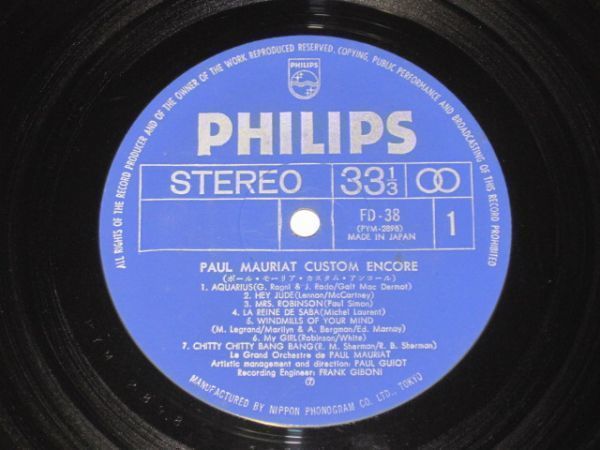 ALL RIGHTS OF THE RECORD PRODUCER AND OF THE OWNER OF THE WORK REPRODUCED RESERVED, COPYING, PUBLIC PERFORMANCE AND BROADCASTING OF THIS RECORD PROHIBITED
PHILIPS
PHILIPS
STEREO 33 1/3
FD-38
(PYM-2898)
MADE IN JAPAN
1
PAUL MAURIAT CUSTOM ENCORE
(ポール・モーリア・カスタム・アンコール)
1. AQUARIUS(G. Ragni & J. Rado/Galt Mac Dermot)
2. HEY JUDE(Lennon/McCartney)
3. MRS. ROBINSON(Paul Simon)
4. LA REINE DE SABA(Michel Laurent)
5. WINDMILLS OF YOUR MIND
(M. Legrand/Marilyn & A. Bergman/Ed. Marnay)
6. MY GIRL(Robinson/White)
7. CHITTY CHITTY BANG BANG(R. M. Sherman/R. B. Sherman)
Le Grand Orchestre de PAUL MAURIAT
Artistic management and direction; PAUL GUIOT
Recording Engineer; FRANK GIBONI
MANUFACTURED BY NIPPON PHONOGRAM CO. LTD., TOKYO